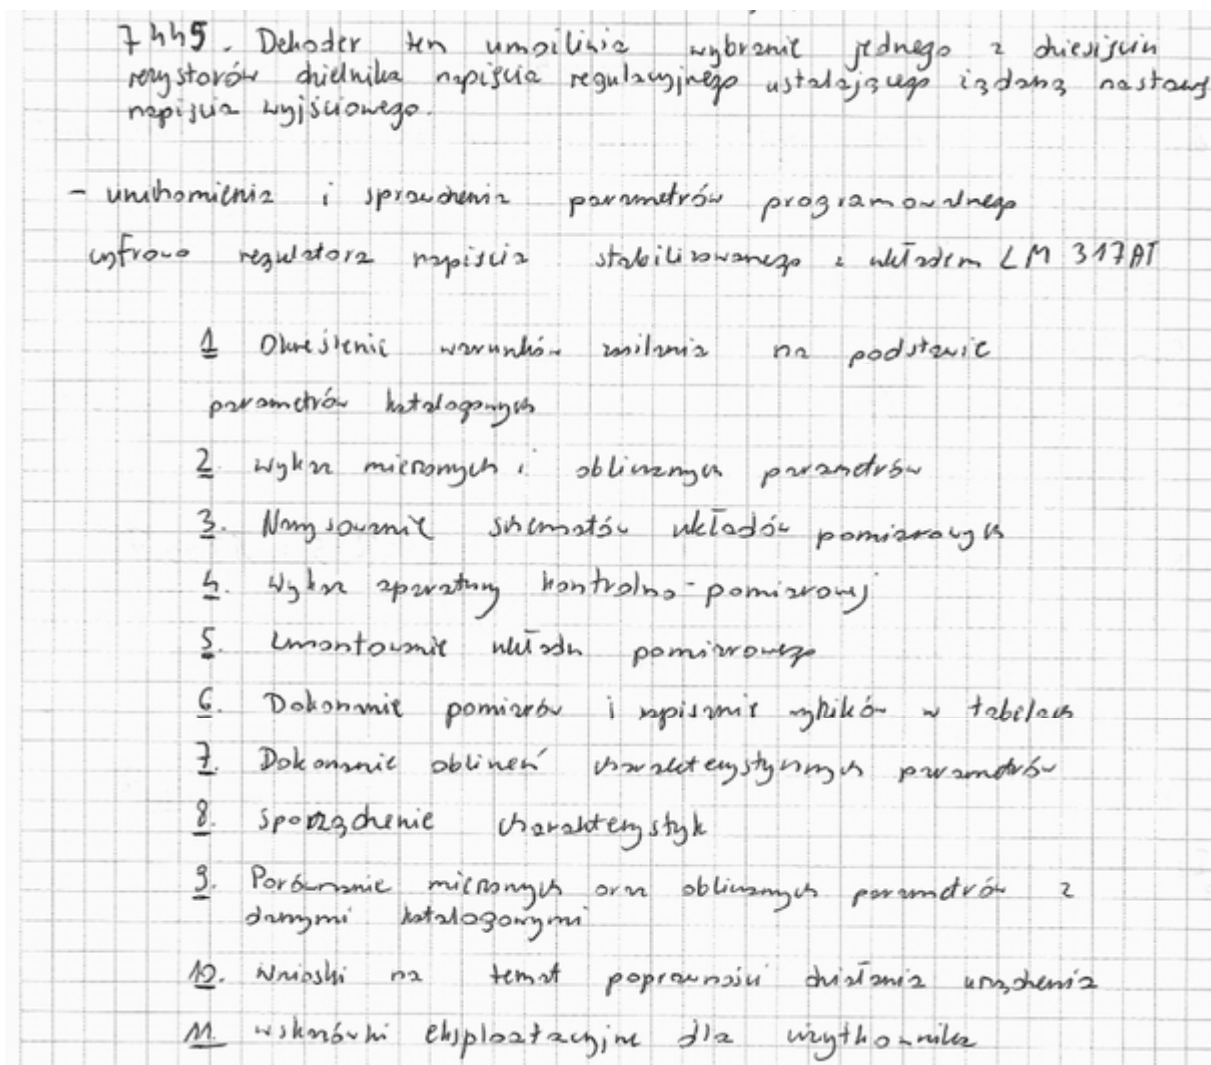 7445. Dekoder ten umożliwia wybranie jednego z dziesięciu
rezystorów dzielnika napięcia regulacyjnego ustalającego żądaną nastawę
napięcia wyjściowego.
- uruchomienia i sprawdzenia parametrów programowalnego
cyfrowo regulatora napięcia stabilizowanego z układem LM 317AT
1 Określenie warunków zasilania na podstawie
parametrów katalogowych
2 wykaz mierzonych i obliczanych parametrów
3. Narysowanie schematów układów pomiarowych
4. wykaz aparatury kontrolno-pomiarowej
5. Zmontowanie układu pomiarowego
6. Dokonanie pomiarów i zapisanie wyników w tabelach
7. Dokonanie obliczeń charakterystycznych parametrów
8. sporządzenie charakterystyk
9. Porównanie mierzonych oraz obliczanych parametrów z
danymi katalogowymi
10. Wnioski na temat poprawności działania urządzenia
11. wskazówki eksploatacyjne dla użytkownika